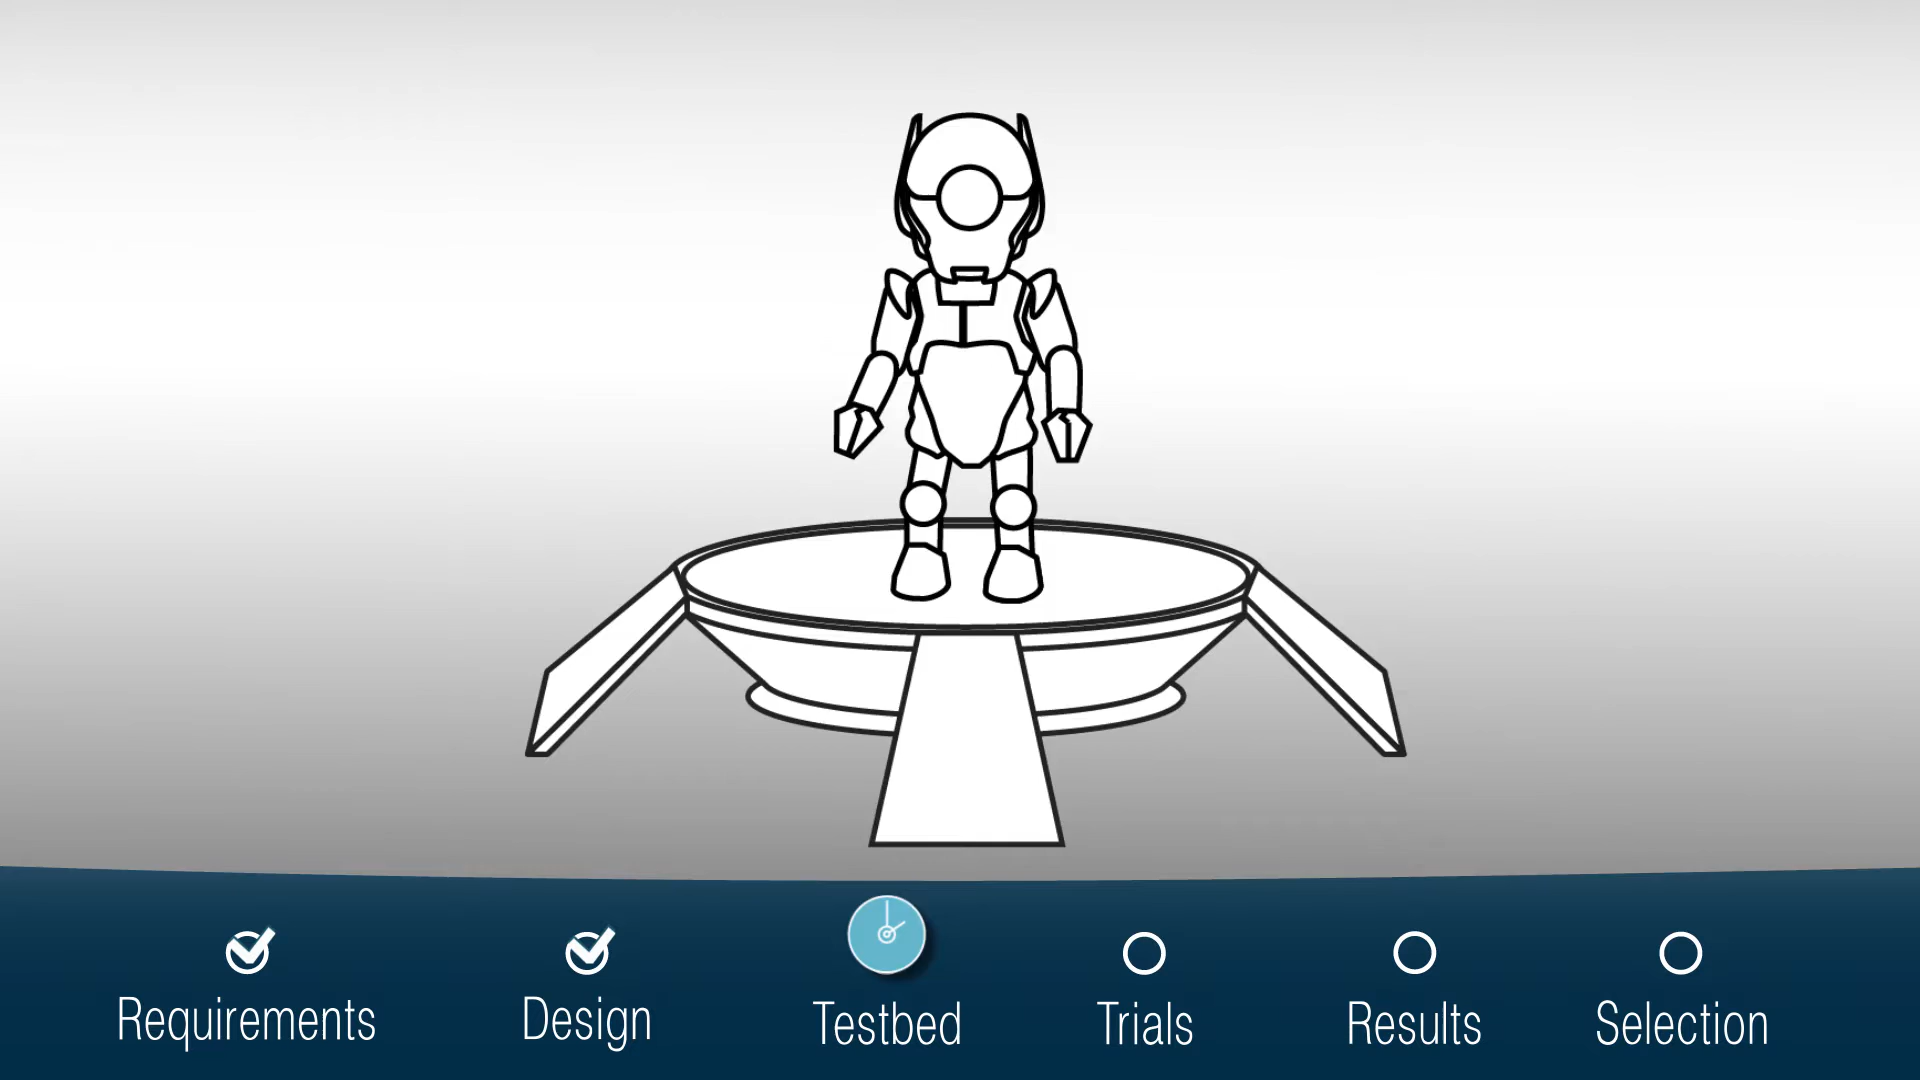 Requirements
Design
Testbed
Trials
Results
Selection